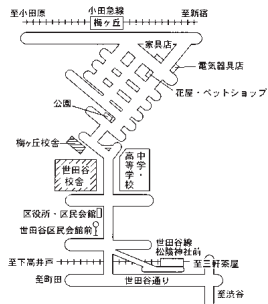 至小田原
小田急線
梅ヶ丘
至新宿
家具店
電気器具店
花屋・ペットショップ
公園
梅ヶ丘校舎
世田谷
校舎
中学・
高等学校
区役所・区民会館
世田谷区民会館前
世田谷線
松陰神社前
至下高井戸
至三軒茶屋
至町田
世田谷通り
至渋谷